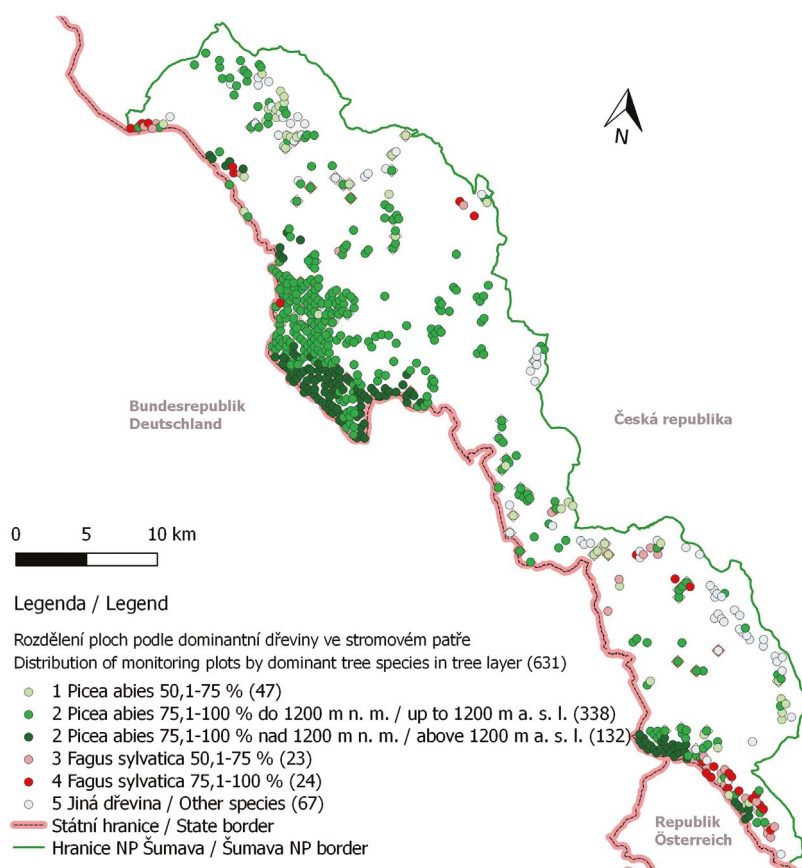 N
Bundesrepublik
Deutschland
Česká republika
0 5 10 km
Legenda / Legend
Rozdělení ploch podle dominantní dřeviny ve stromovém patře
Distribution of monitoring plots by dominant tree species in tree layer (631)
1 Picea abies 50,1-75 % (47)
2 Picea abies 75,1-100 % do 1200 m n. m. / up to 1200 m a. s. l. (338)
2 Picea abies 75,1-100 % nad 1200 m n. m. / above 1200 m a. s. l. (132)
3 Fagus sylvatica 50,1-75 % (23)
4 Fagus sylvatica 75,1-100 % (24)
5 Jiná dřevina / Other species (67)
Státní hranice / State border
Hranice NP Šumava / Šumava NP border
Republik
Österreich